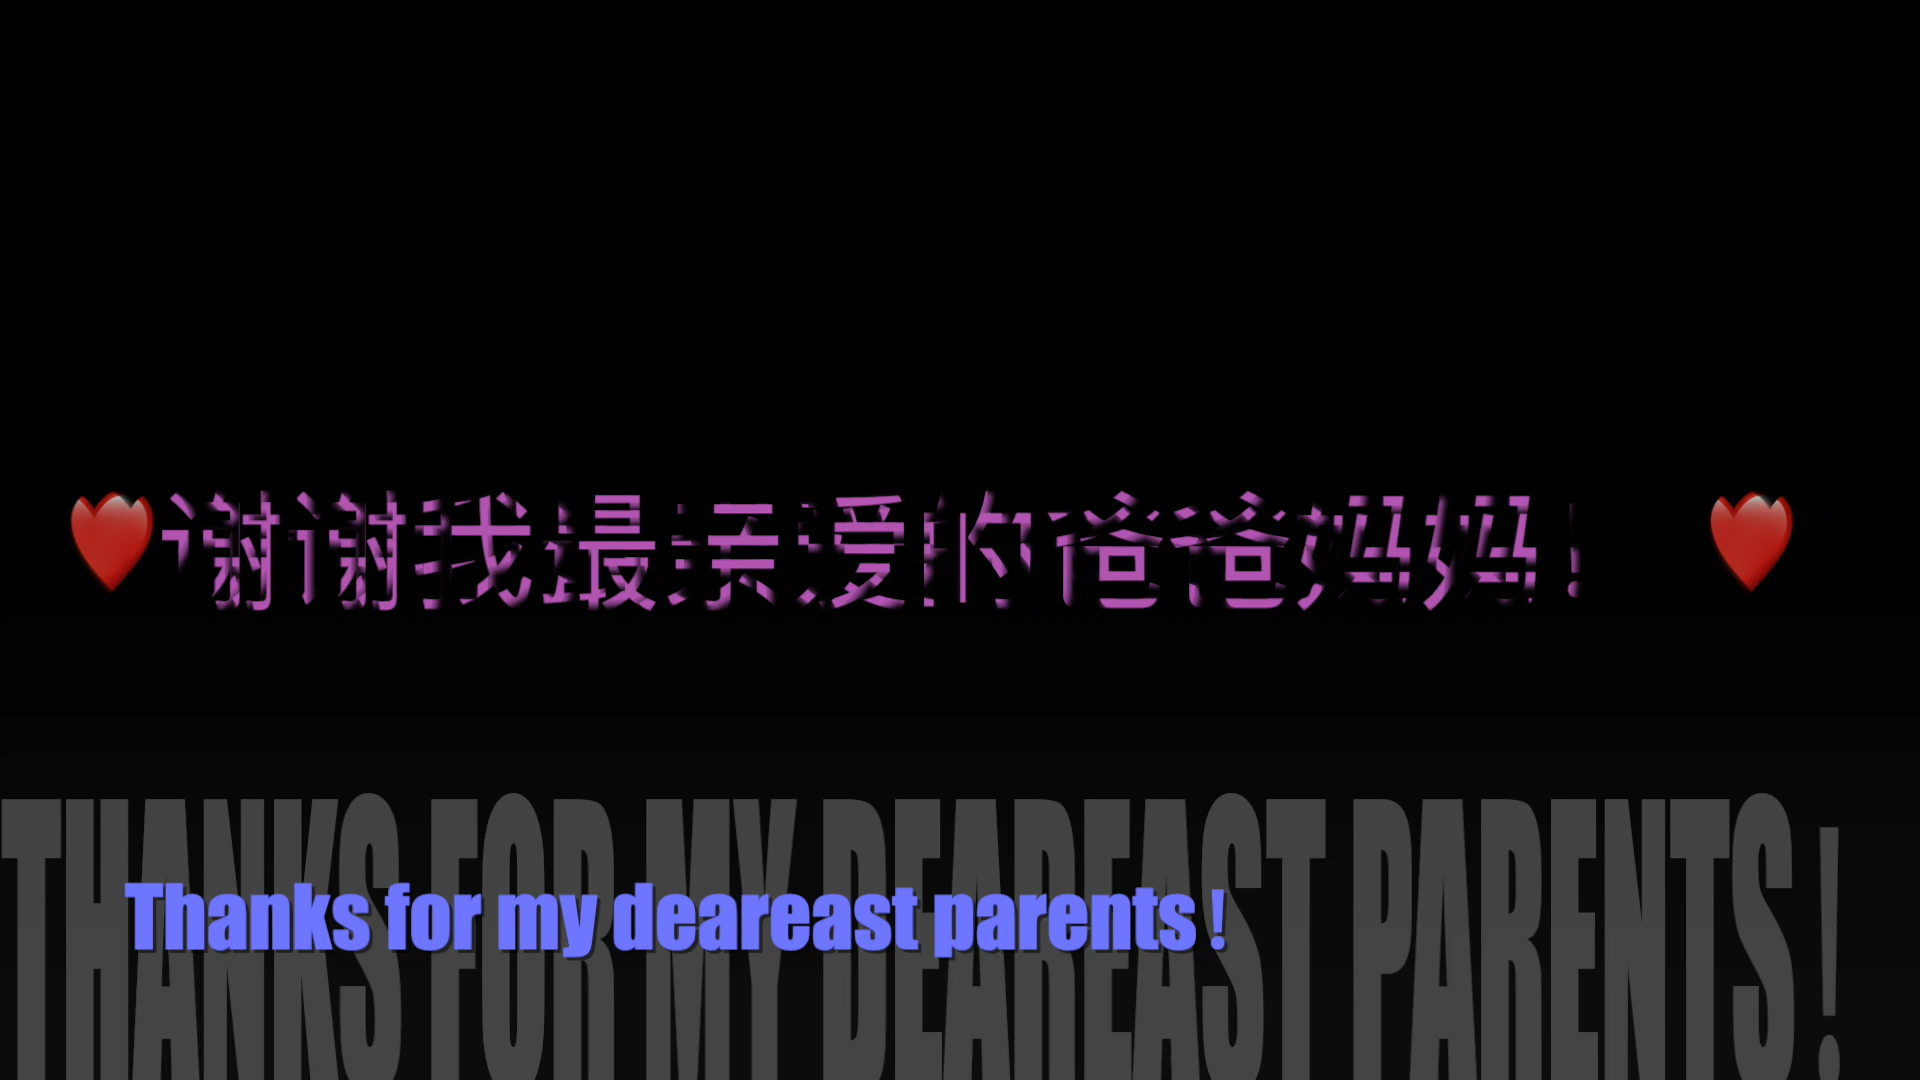 ❤️谢谢我最亲爱的爸爸妈妈！ ❤️
THANKS FOR MY DEAREAST PARENTS！
Thanks for my deareast parents！